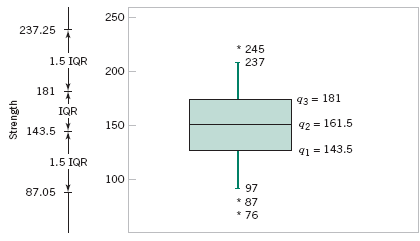 250
237.25
* 245
1.5 IQR
237
200
181
q3 = 181
IQR
Strength
150
q2 = 161.5
143.5
q1 = 143.5
1.5 IQR
100
87.05
97
* 87
* 76